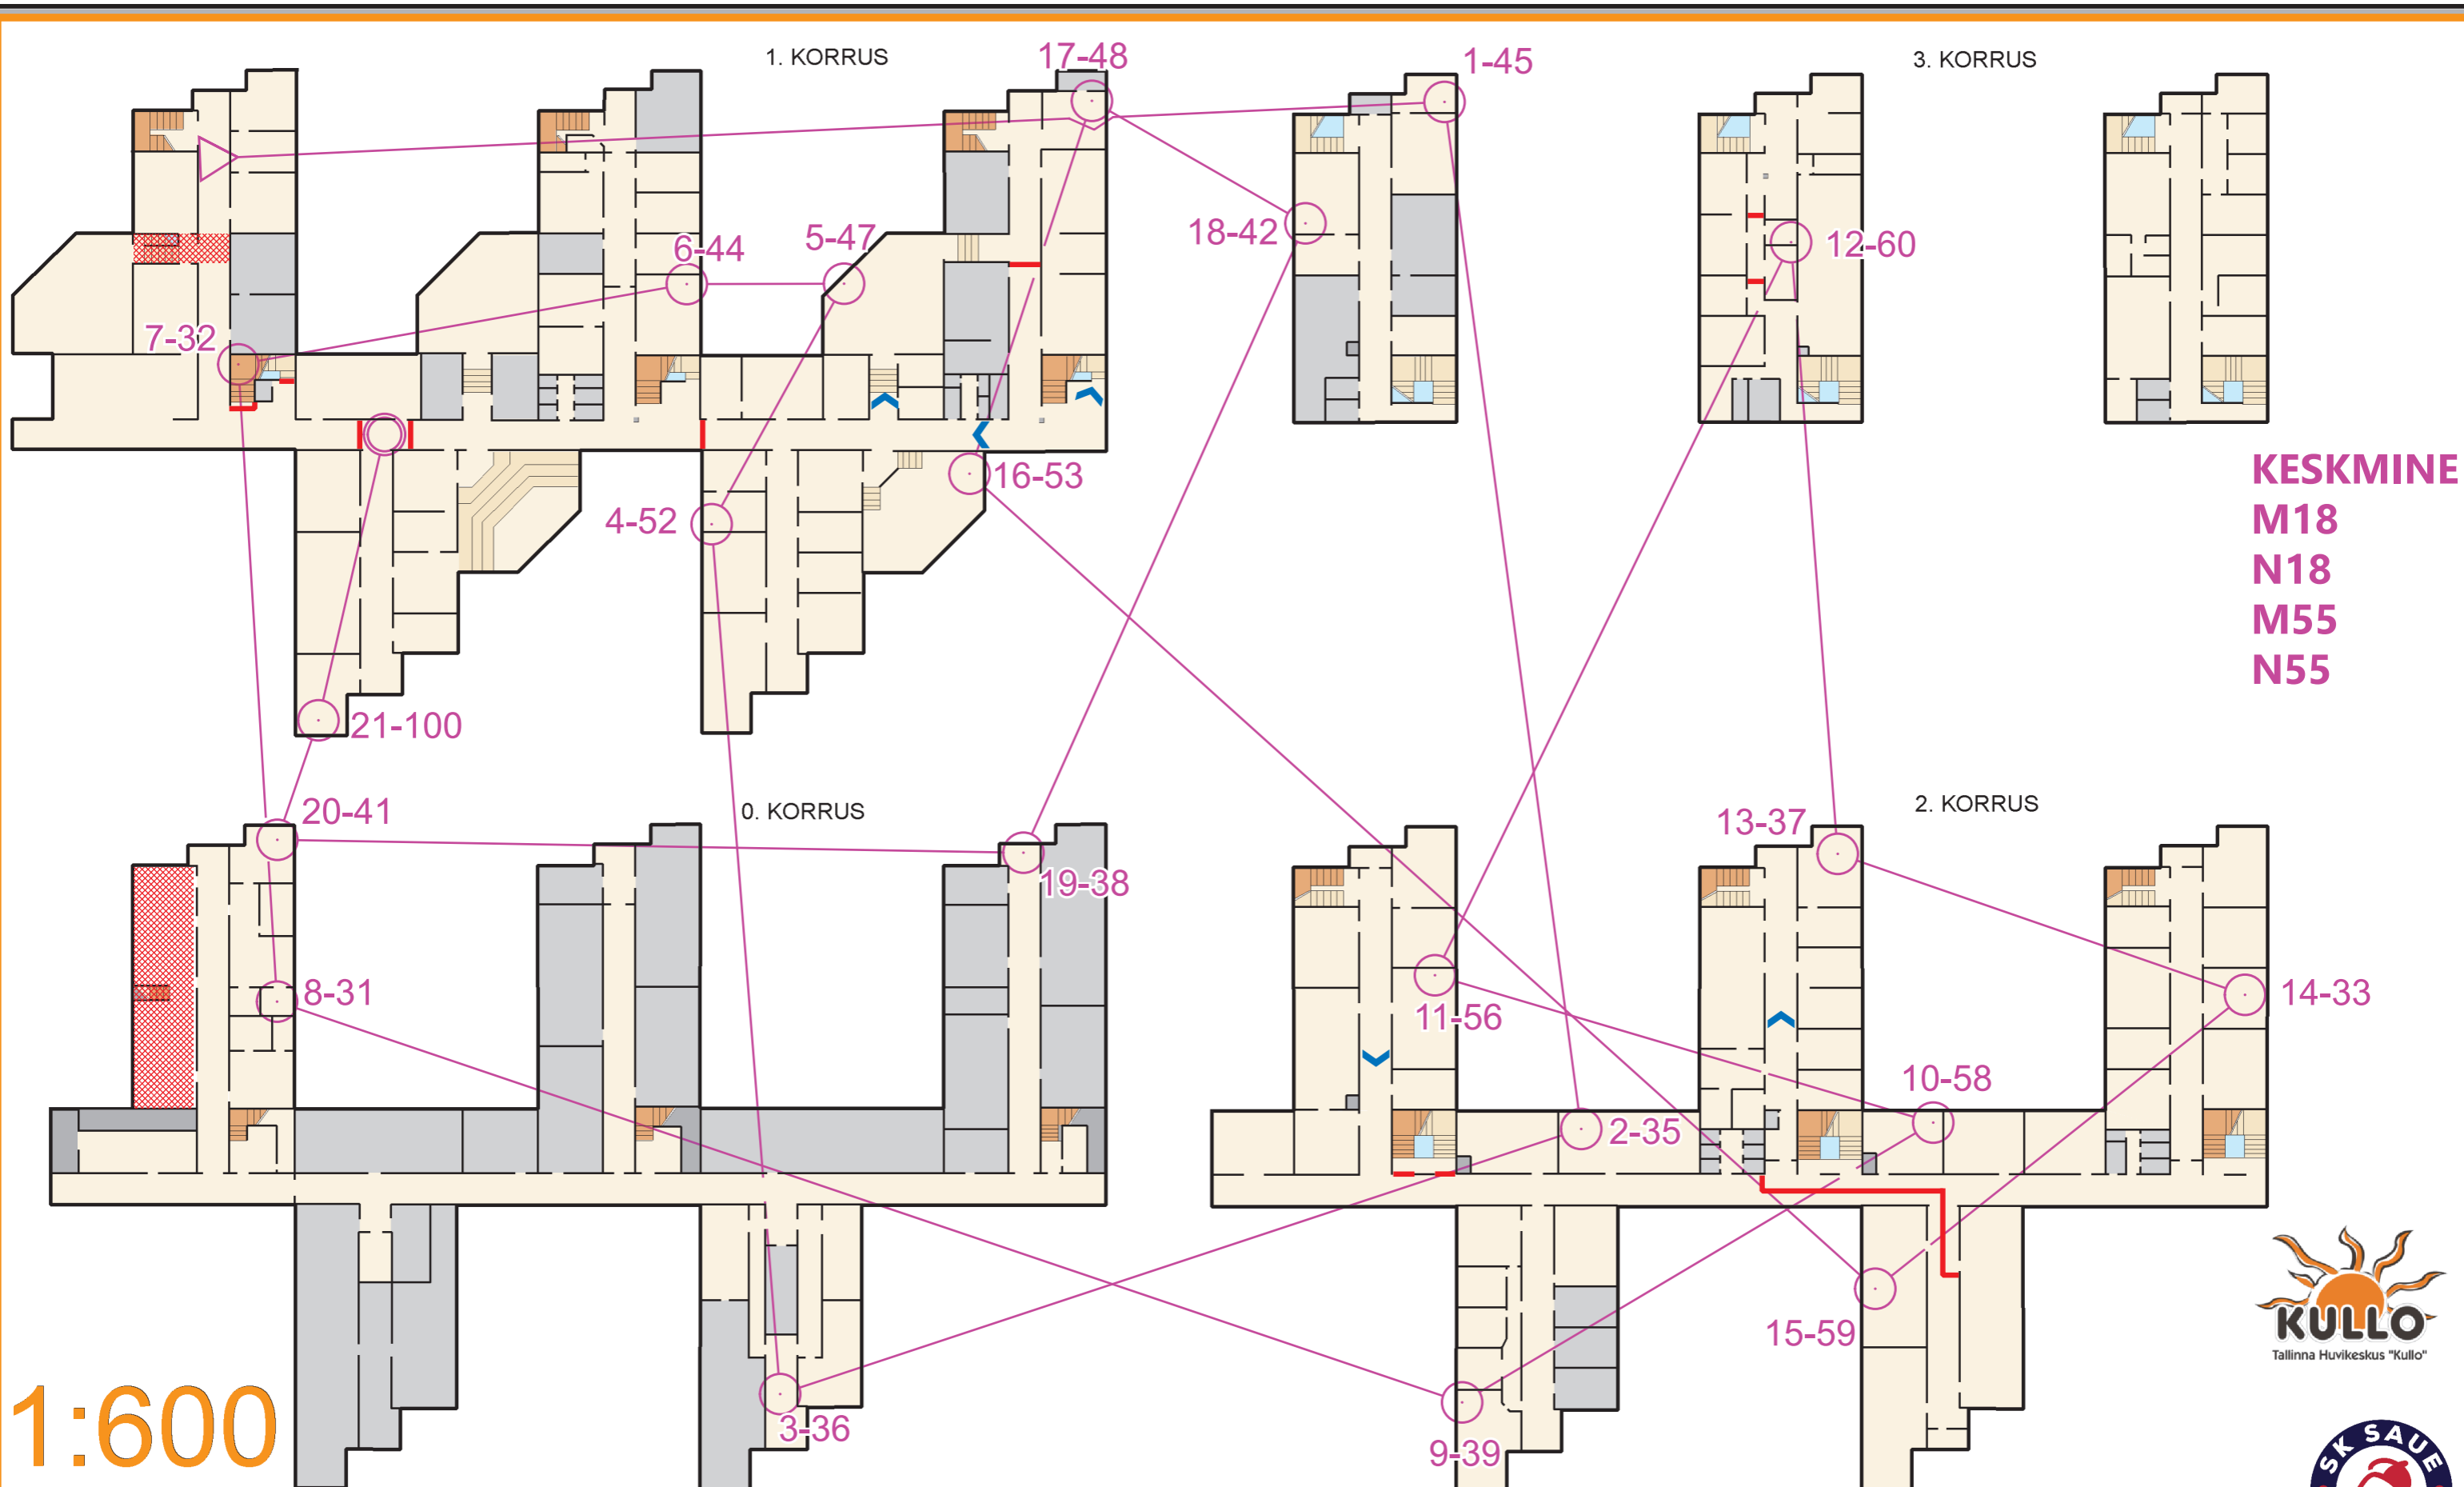 1. KORRUS
17-48
1-45
3. KORRUS
18-42
12-60
6-44
5-47
7-32
KESKMINE
M18
N18
M55
N55
16-53
4-52
21-100
20-41
0. KORRUS
19-38
13-37
2. KORRUS
8-31
11-56
14-33
10-58
2-35
15-59
3-36
9-39
1:600
KULLO
Tallinna Huvikeskus "Kullo"
SK SAUE